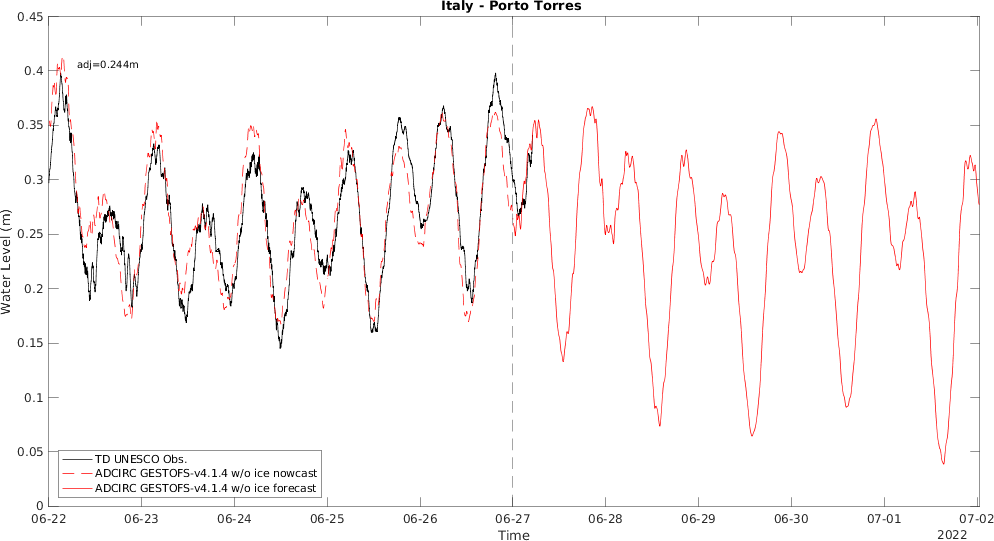 Italy - Porto Torres
adj=0.244m
Water Level (m)
0.45
0.4
0.35
0.3
0.25
0.2
0.15
0.1
0.05
0
TD UNESCO Obs.
ADCIRC GESTOFS-v4.1.4 w/o ice nowcast
ADCIRC GESTOFS-v4.1.4 w/o ice forecast
06-22 06-23 06-24 06-25 06-26 06-27 06-28 06-29 06-30 07-01 07-02
Time
2022